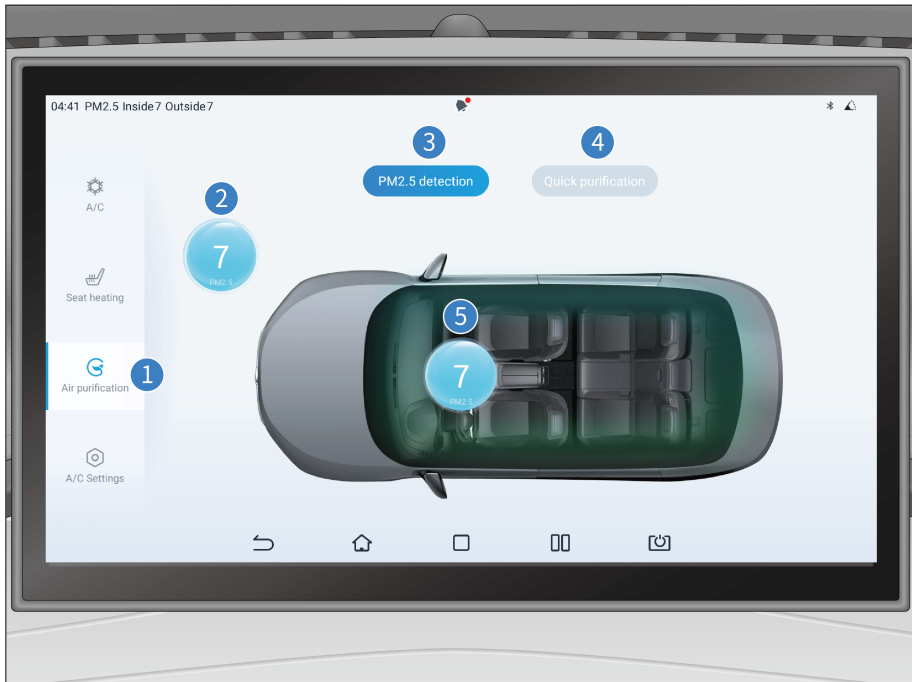 04:41 PM2.5 Inside7 Outside7
3
4
PM2.5 detection
Quick purification
A/C
2
7
PM2.5
Seat heating
5
7
PM2.5
Air purification
1
A/C Settings